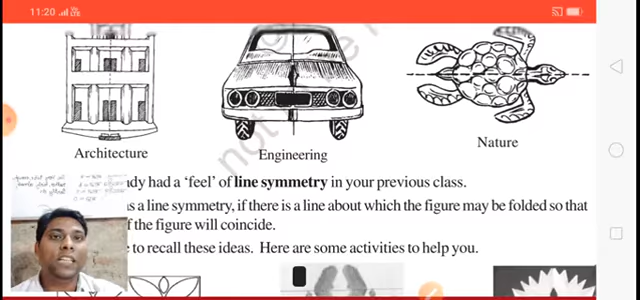 11:20
Architecture
Engineering
Nature
dy had a ‘feel’ of line symmetry in your previous class.
s a line symmetry, if there is a line about which the figure may be folded so that
f the figure will coincide.
to recall these ideas. Here are some activities to help you.
not